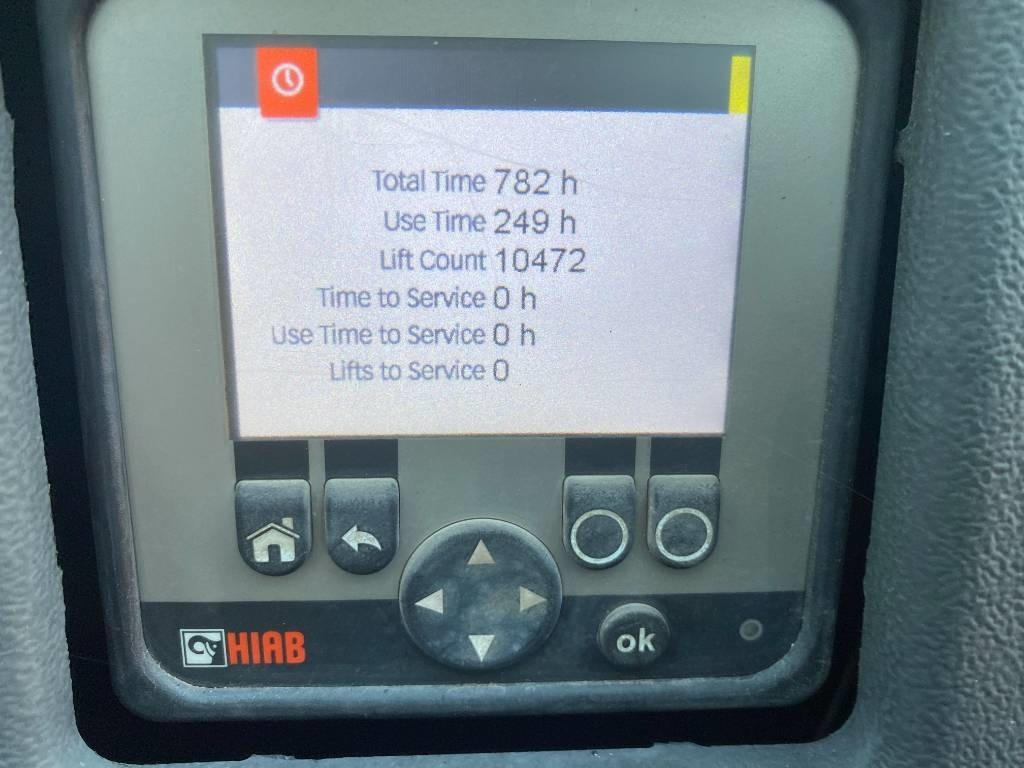 Total Time 782 h
Use Time 249 h
Lift Count 10472
Time to Service 0 h
Use Time to Service 0 h
Lifts to Service 0
HIAB
ok